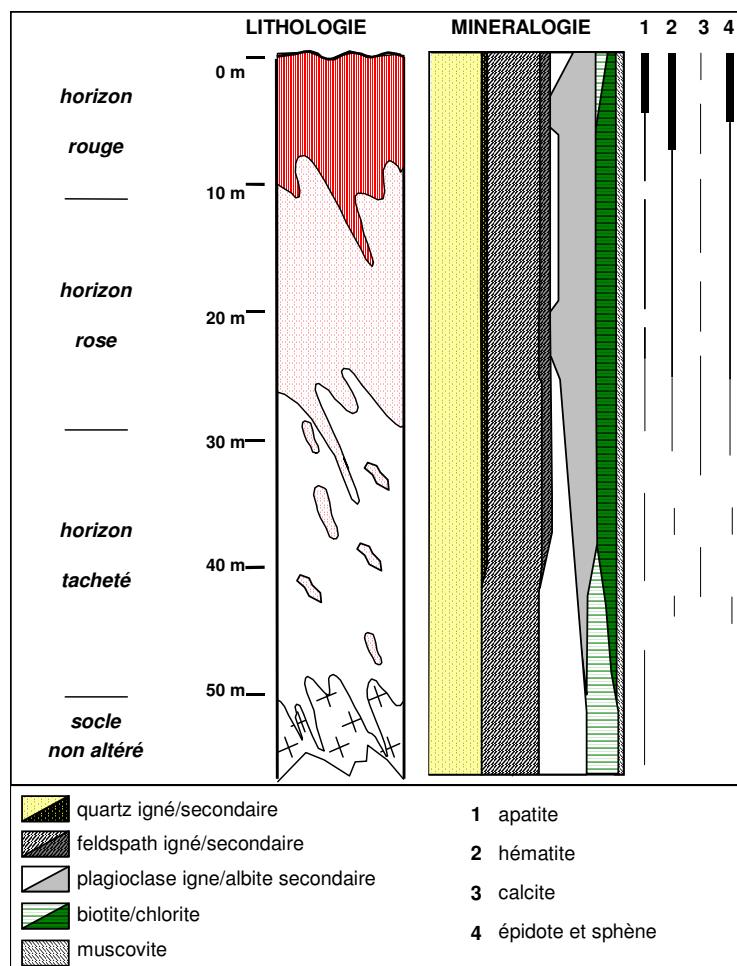 LITHOLOGIE
MINERALOGIE 1 2 3 4
0 m
horizon
rouge
10 m
horizon
rose
20 m
30 m
horizon
tacheté
40 m
50 m
socle
non altéré
quartz igné/secondaire
feldspath igné/secondaire
plagioclase igne/albite secondaire
biotite/chlorite
muscovite
1 apatite
2 hématite
3 calcite
4 épidote et sphène